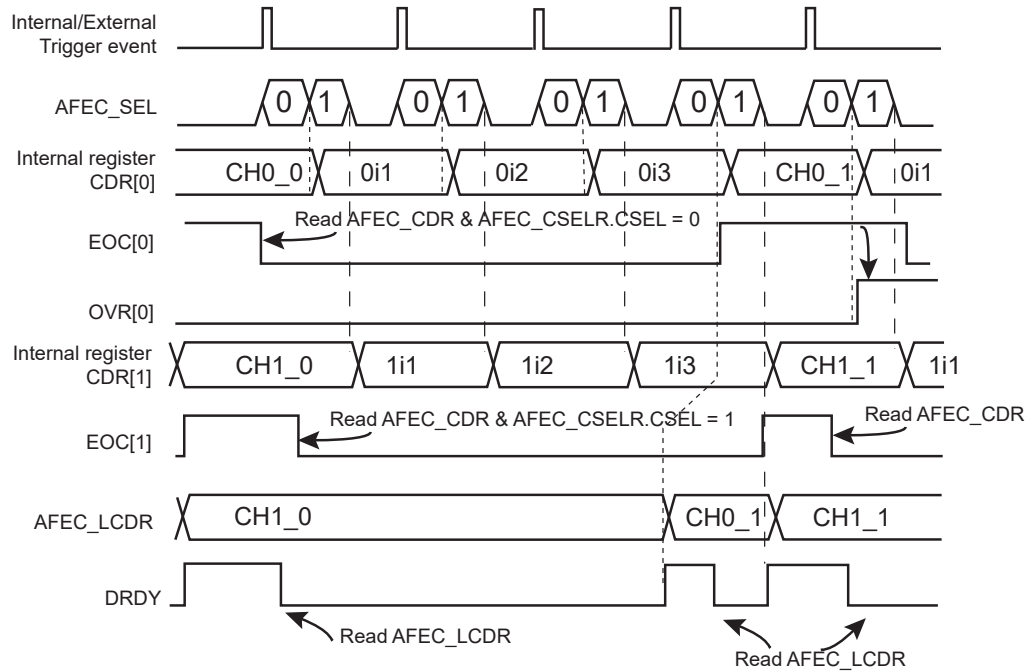 Internal/External
Trigger event
AFEC_SEL
0 1 0 1 0 1 0 1 0 1
Internal register
CDR[0]
CH0_0 0i1 0i2 0i3 CH0_1 0i1
Read AFEC_CDR & AFEC_CSELR.CSEL = 0
EOC[0]
OVR[0]
Internal register
CDR[1]
CH1_0 1i1 1i2 1i3 CH1_1 1i1
Read AFEC_CDR & AFEC_CSELR.CSEL = 1
Read AFEC_CDR
EOC[1]
AFEC_LCDR
CH1_0 CH0_1 CH1_1
DRDY
Read AFEC_LCDR
Read AFEC_LCDR